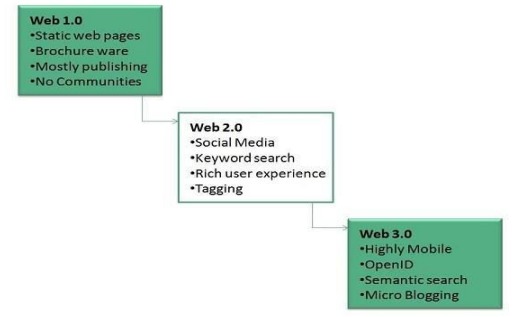 Web 1.0
•Static web pages
•Brochure ware
•Mostly publishing
•No Communities
Web 2.0
•Social Media
•Keyword search
•Rich user experience
•Tagging
Web 3.0
•Highly Mobile
•OpenID
•Semantic search
•Micro Blogging